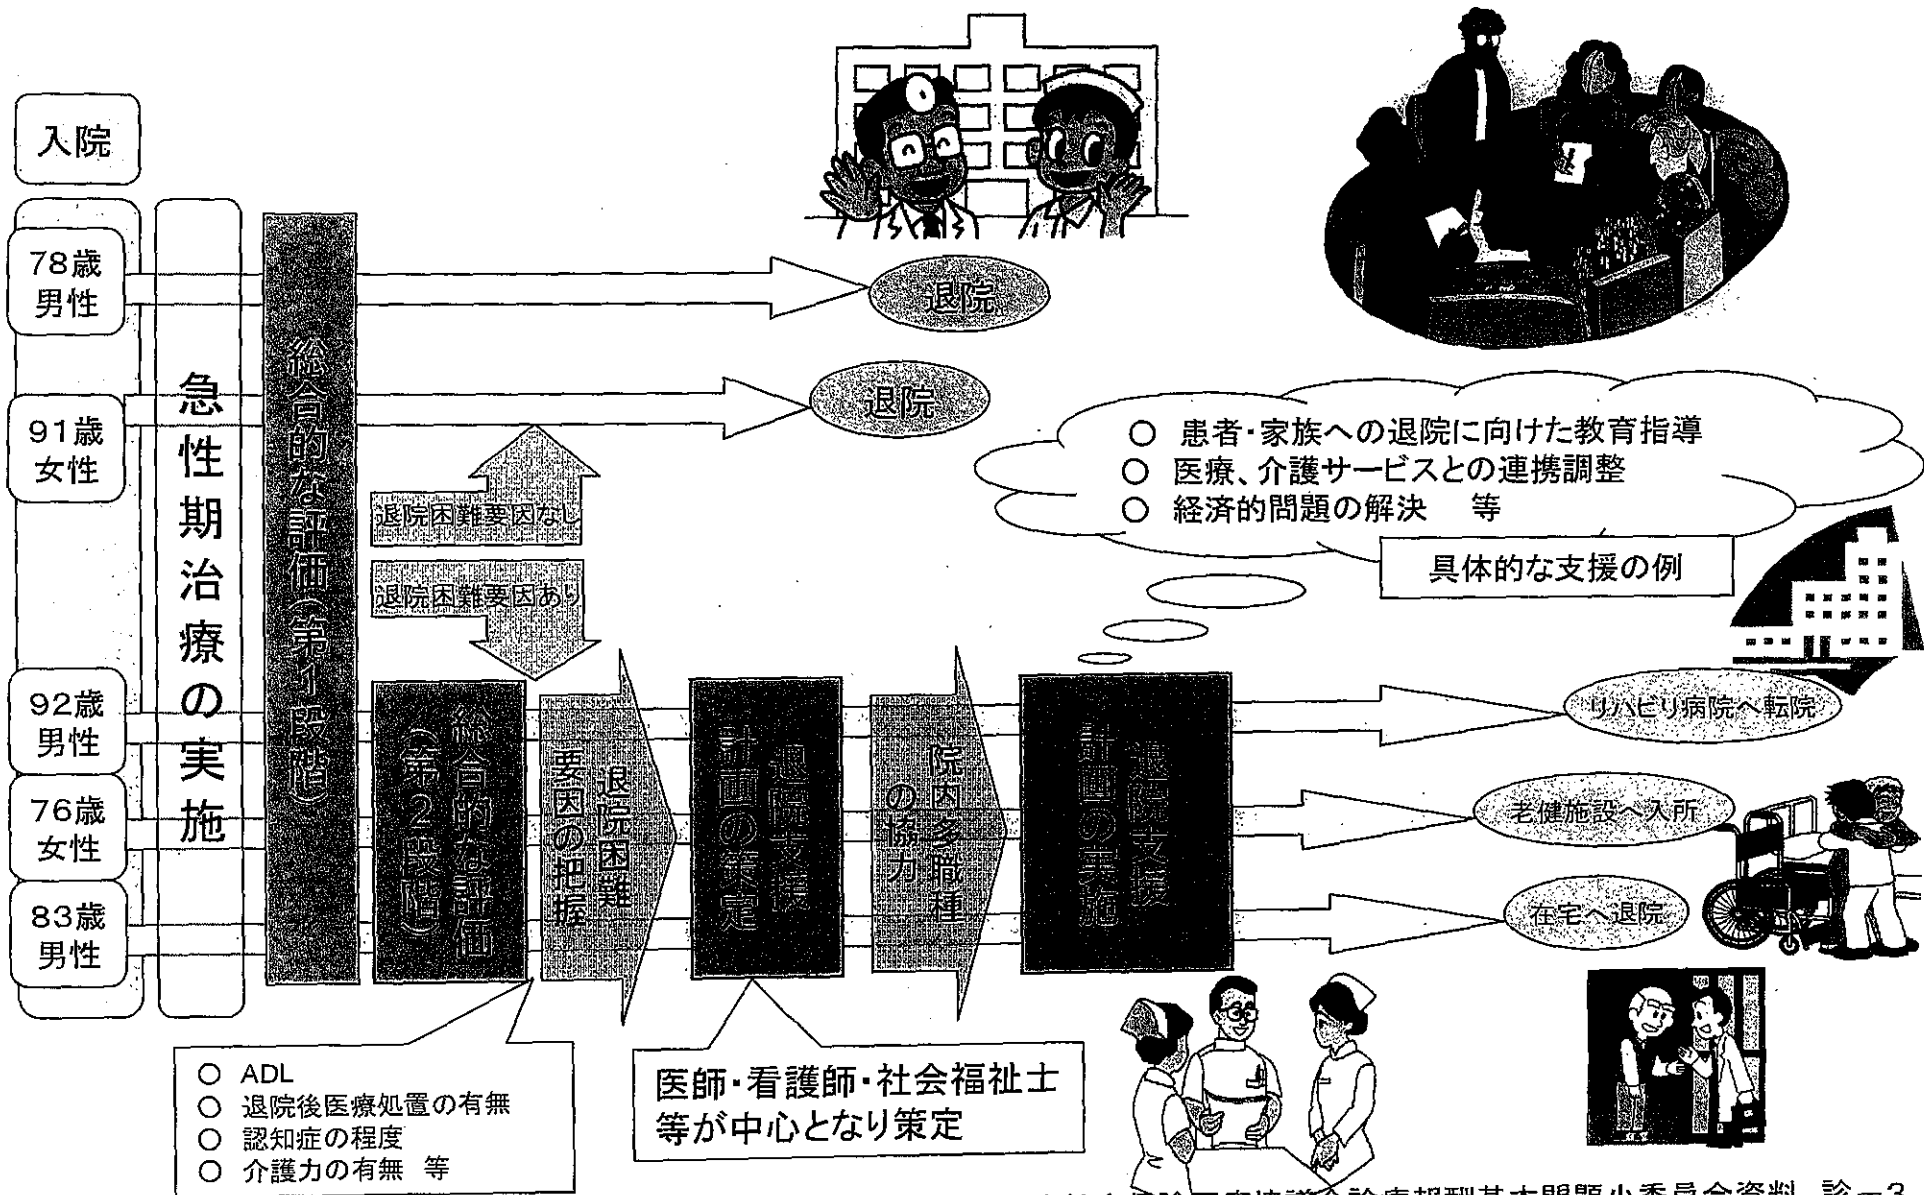 入院
78歳
男性
91歳
女性
92歳
男性
76歳
女性
83歳
男性
急性期治療の実施
総合的な評価(第1段階)
退院
退院
退院困難要因なし
退院困難要因あり
総合的な評価
(第2段階)
退院困難
要因の把握
退院支援
計画の策定
院内多職種
の協力
退院支援
計画の実施
○ 患者・家族への退院に向けた教育指導
○ 医療、介護サービスとの連携調整
○ 経済的問題の解決 等
具体的な支援の例
リハビリ病院へ転院
老健施設へ入所
在宅へ退院
○ ADL
○ 退院後医療処置の有無
○ 認知症の程度
○ 介護力の有無 等
医師・看護師・社会福祉士
等が中心となり策定